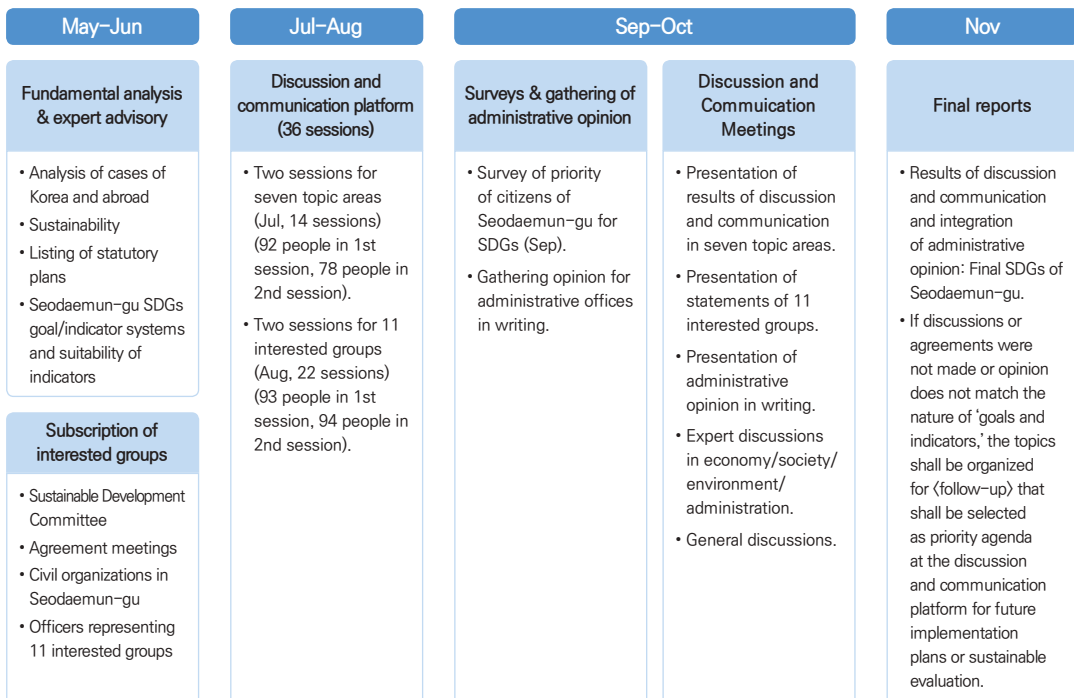 May-Jun
Fundamental analysis
& expert advisory
• Analysis of cases of
Korea and abroad
• Sustainability
• Listing of statutory
plans
• Seodaemun-gu SDGs
goal/indicator systems
and suitability of
indicators
Subscription of
interested groups
• Sustainable Development
Committee
• Agreement meetings
• Civil organizations in
Seodaemun-gu
• Officers representing
11 interested groups
Jul-Aug
Discussion and
communication platform
(36 sessions)
• Two sessions for
seven topic areas
(Jul, 14 sessions)
(92 people in 1st
session, 78 people in
2nd session).
• Two sessions for 11
interested groups
(Aug, 22 sessions)
(93 people in 1st
session, 94 people in
2nd session).
Sep-Oct
Surveys & gathering of
administrative opinion
• Survey of priority
of citizens of
Seodaemun-gu for
SDGs (Sep).
• Gathering opinion for
administrative offices
in writing.
Discussion and
Commuication
Meetings
• Presentation of
results of discussion
and communication
in seven topic areas.
• Presentation of
statements of 11
interested groups.
• Presentation of
administrative
opinion in writing.
• Expert discussions
in economy/society/
environment/
administration.
• General discussions.
Nov
Final reports
• Results of discussion
and communication
and integration
of administrative
opinion: Final SDGs of
Seodaemun-gu.
• If discussions or
agreements were
not made or opinion
does not match the
nature of ‘goals and
indicators,’ the topics
shall be organized
for 〈follow-up〉 that
shall be selected
as priority agenda
at the discussion
and communication
platform for future
implementation
plans or sustainable
evaluation.